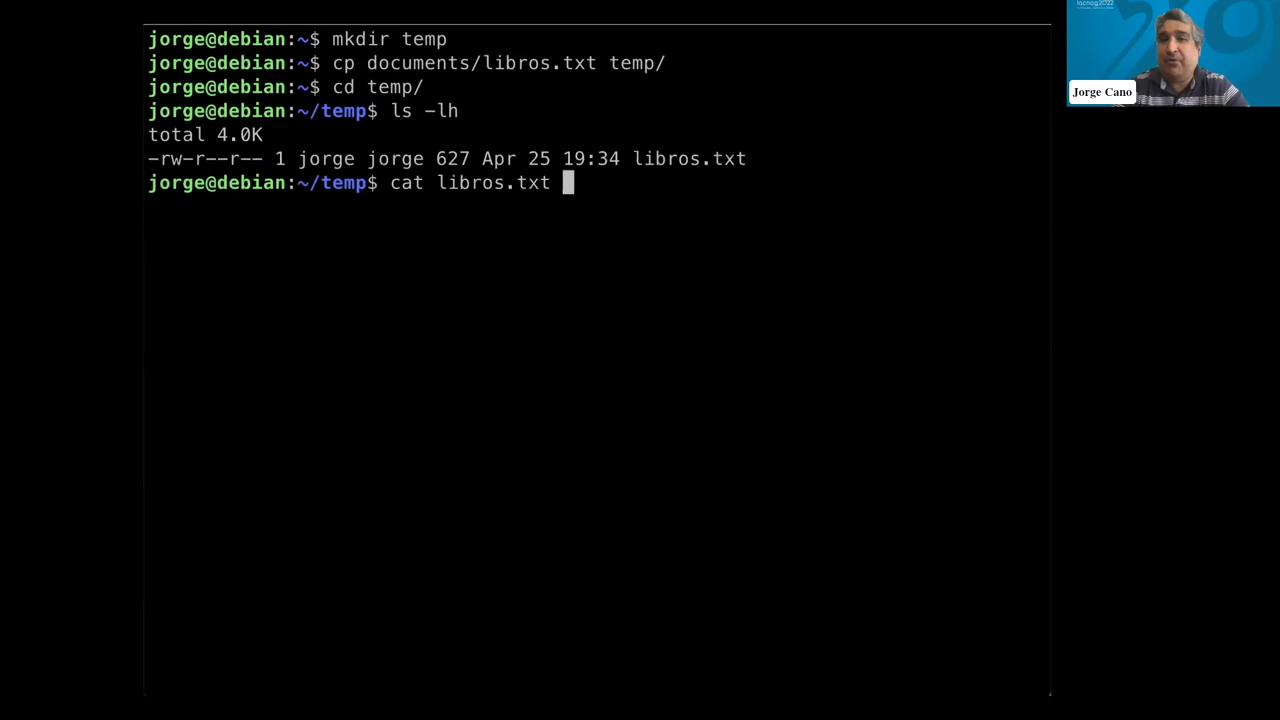 jorge@debian:~$ mkdir temp
jorge@debian:~$ cp documents/libros.txt temp/
jorge@debian:~$ cd temp/
jorge@debian:~/temp$ ls -lh
total 4.0K
-rw-r--r-- 1 jorge jorge 627 Apr 25 19:34 libros.txt
jorge@debian:~/temp$ cat libros.txt
lacnog2022
Jorge Cano